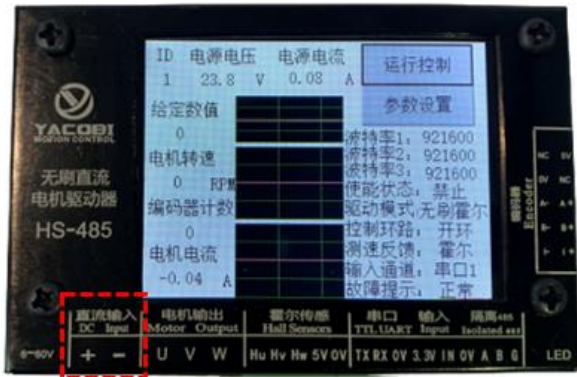 ID 电源电压 电源电流
1 23.8 V 0.03 A
运行控制
参数设置
给定数值
0
电机转速
0 RPM
编码器计数
0
电机电流
-0.04 A
波特率1: 921600
波特率2: 921600
波特率3: 921600
使能状态: 禁止
驱动模式:无刷霍尔
控制环路: 开环
测速反馈: 霍尔
输入通道: 串口1
故障提示: 正常
YACOBI
MOTION CONTROL
无刷直流
电机驱动器
HS-485
编码器
Encoder
NC 5V
0V NC
A- A+
B- B+
I- I+
直流输入 电机输出 霍尔传感 串口 输入 隔离485
DC Input Motor Output Hall Sensors TTL UART Input Isolated 485
6-60V + - U V W Hu Hv Hw 5V 0V TX RX 0V 3.3V IN 0V A B G LED